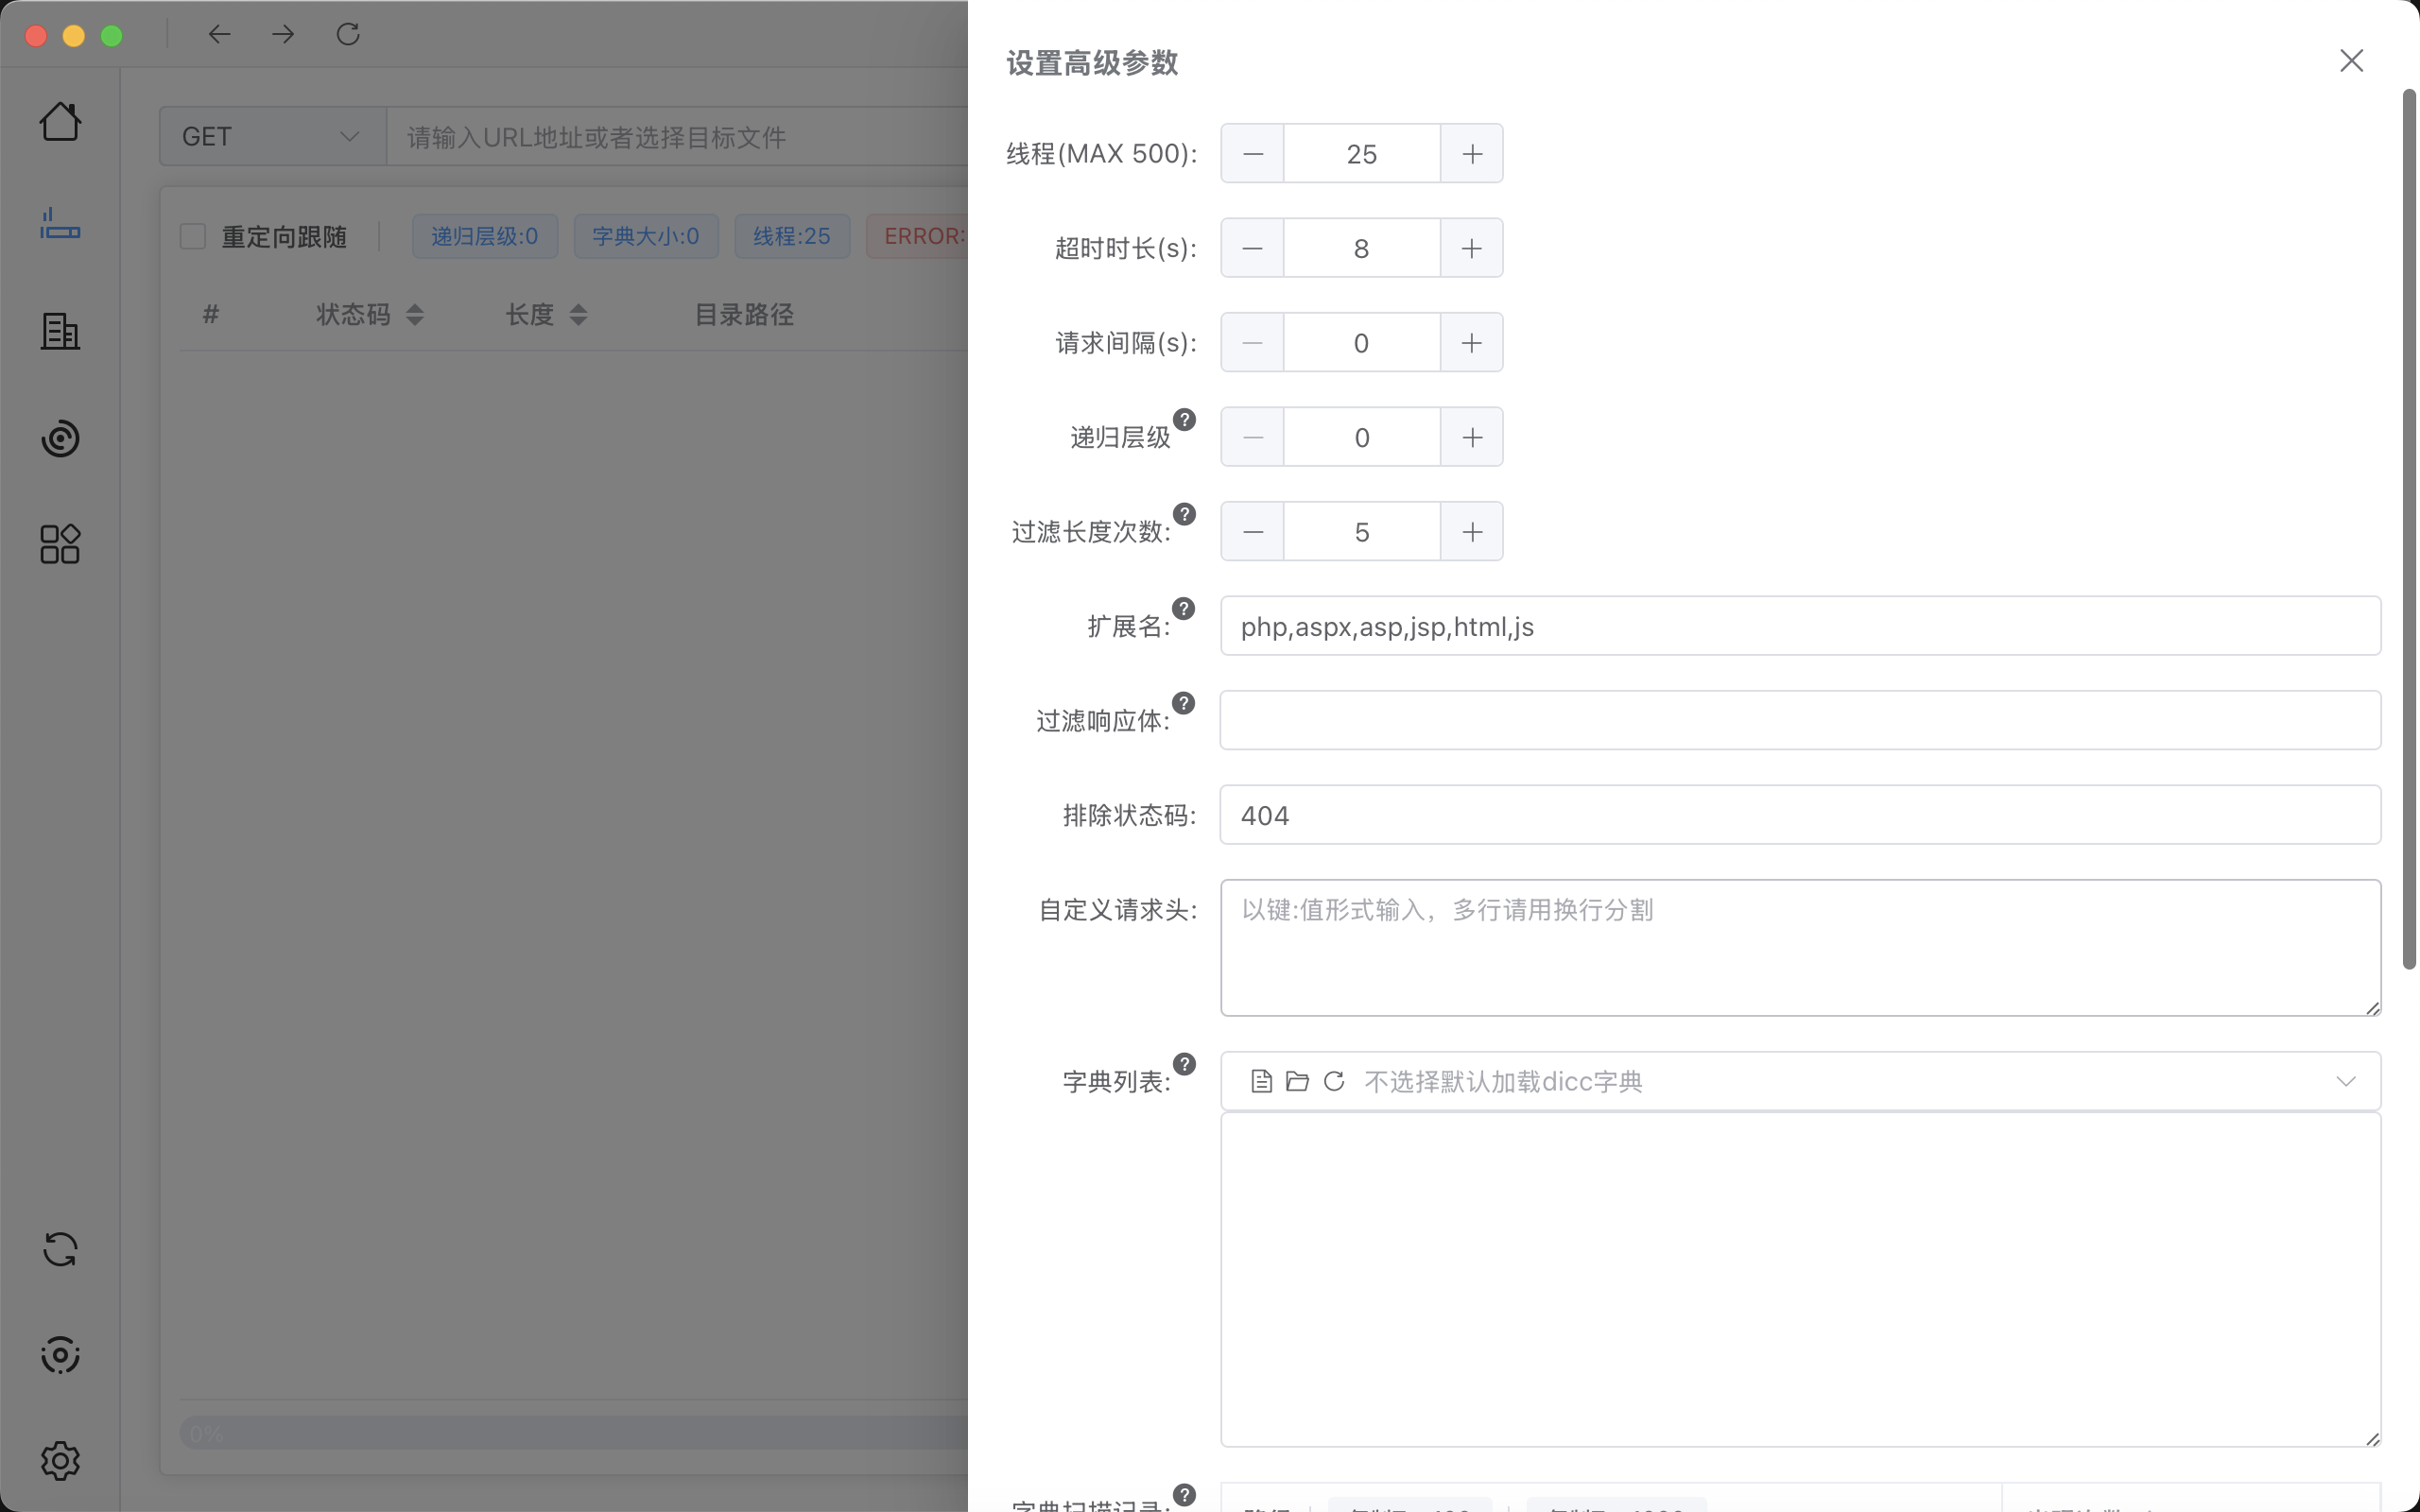 设置高级参数
GET
请输入URL地址或者选择目标文件
重定向跟随
递归层级:0
字典大小:0
线程:25
ERROR:
#
状态码
长度
目录路径
0%
线程(MAX 500):
25
超时时长(s):
8
请求间隔(s):
0
递归层级
0
过滤长度次数:
5
扩展名:
php,aspx,asp,jsp,html,js
过滤响应体:
排除状态码:
404
自定义请求头:
以键:值形式输入，多行请用换行分割
字典列表:
不选择默认加载dicc字典
字典扫描记录: